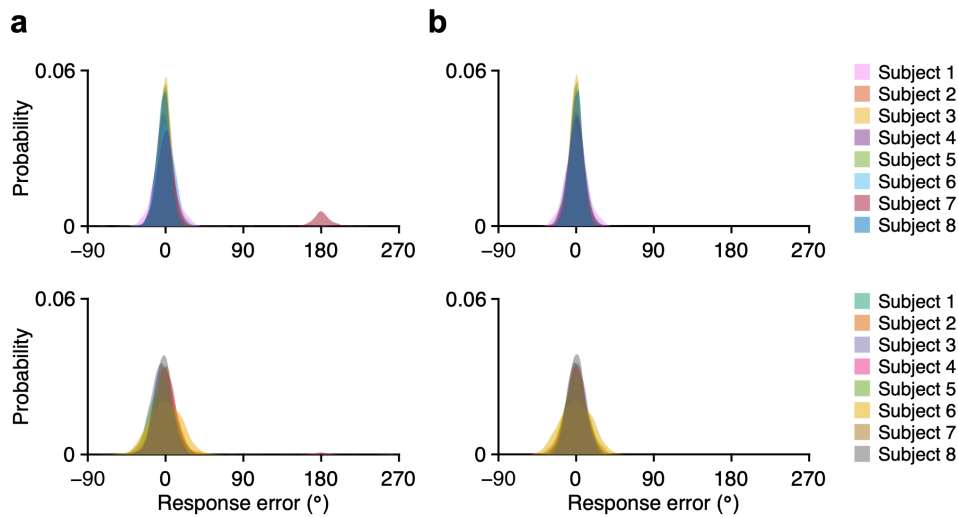 a
b
0.06
0
Probability
−90 0 90 180 270
0.06
0
−90 0 90 180 270
Subject 1
Subject 2
Subject 3
Subject 4
Subject 5
Subject 6
Subject 7
Subject 8
0.06
0
Probability
−90 0 90 180 270
Response error (°)
0.06
0
−90 0 90 180 270
Response error (°)
Subject 1
Subject 2
Subject 3
Subject 4
Subject 5
Subject 6
Subject 7
Subject 8